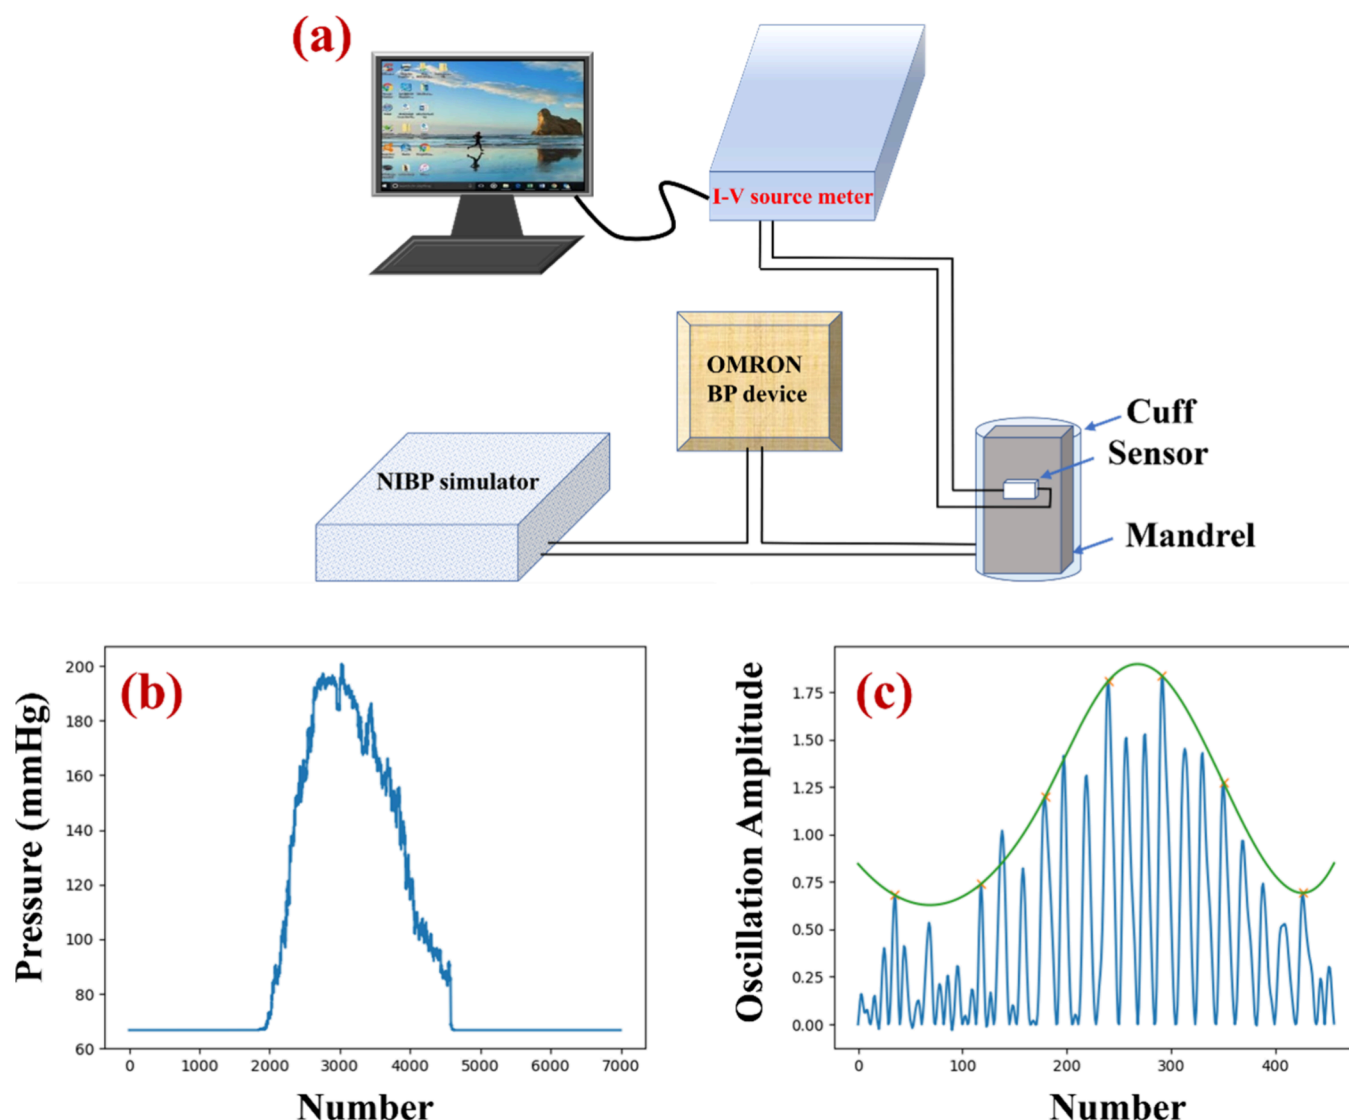 (a)
I-V source meter
OMRON
BP device
Cuff
Sensor
NIBP simulator
Mandrel
(b)
Pressure (mmHg)
200
180
160
140
120
100
80
60
0 1000 2000 3000 4000 5000 6000 7000
Number
(c)
Oscillation Amplitude
1.75
1.50
1.25
1.00
0.75
0.50
0.25
0.00
0 100 200 300 400
Number